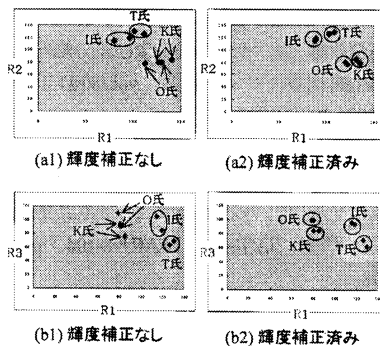 T氏
K氏
I氏
O氏
R2
R1
(a1) 輝度補正なし
I氏
T氏
O氏
K氏
R2
R1
(a2) 輝度補正済み
O氏
K氏
I氏
T氏
R3
R1
(b1) 輝度補正なし
O氏
I氏
K氏
T氏
R3
R1
(b2) 輝度補正済み